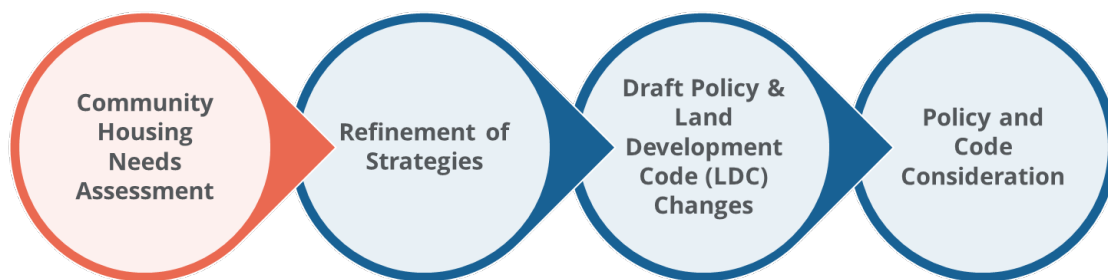 Community
Housing
Needs
Assessment
Refinement of
Strategies
Draft Policy &
Land
Development
Code (LDC)
Changes
Policy and
Code
Consideration